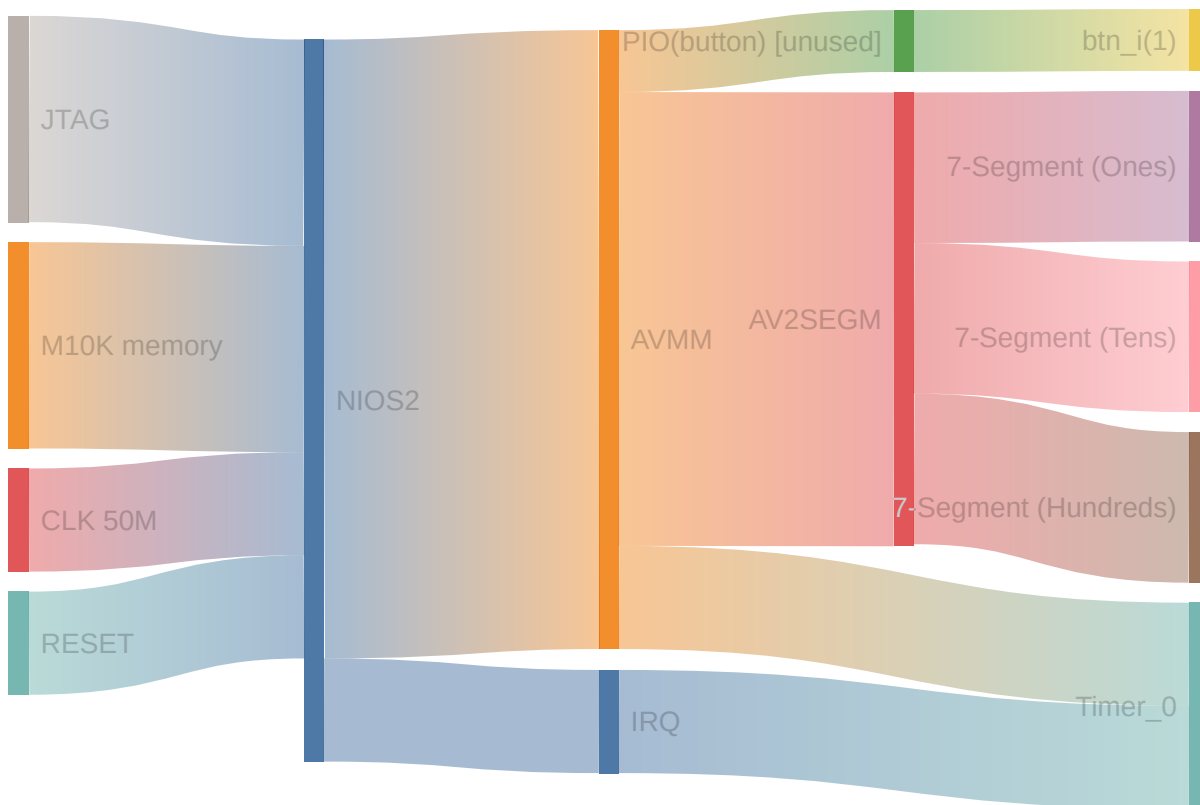 JTAG
M10K memory
CLK 50M
RESET
NIOS2
AVMM
IRQ
PIO(button) [unused]
AV2SEGM
btn_i(1)
7-Segment (Ones)
7-Segment (Tens)
7-Segment (Hundreds)
Timer_0